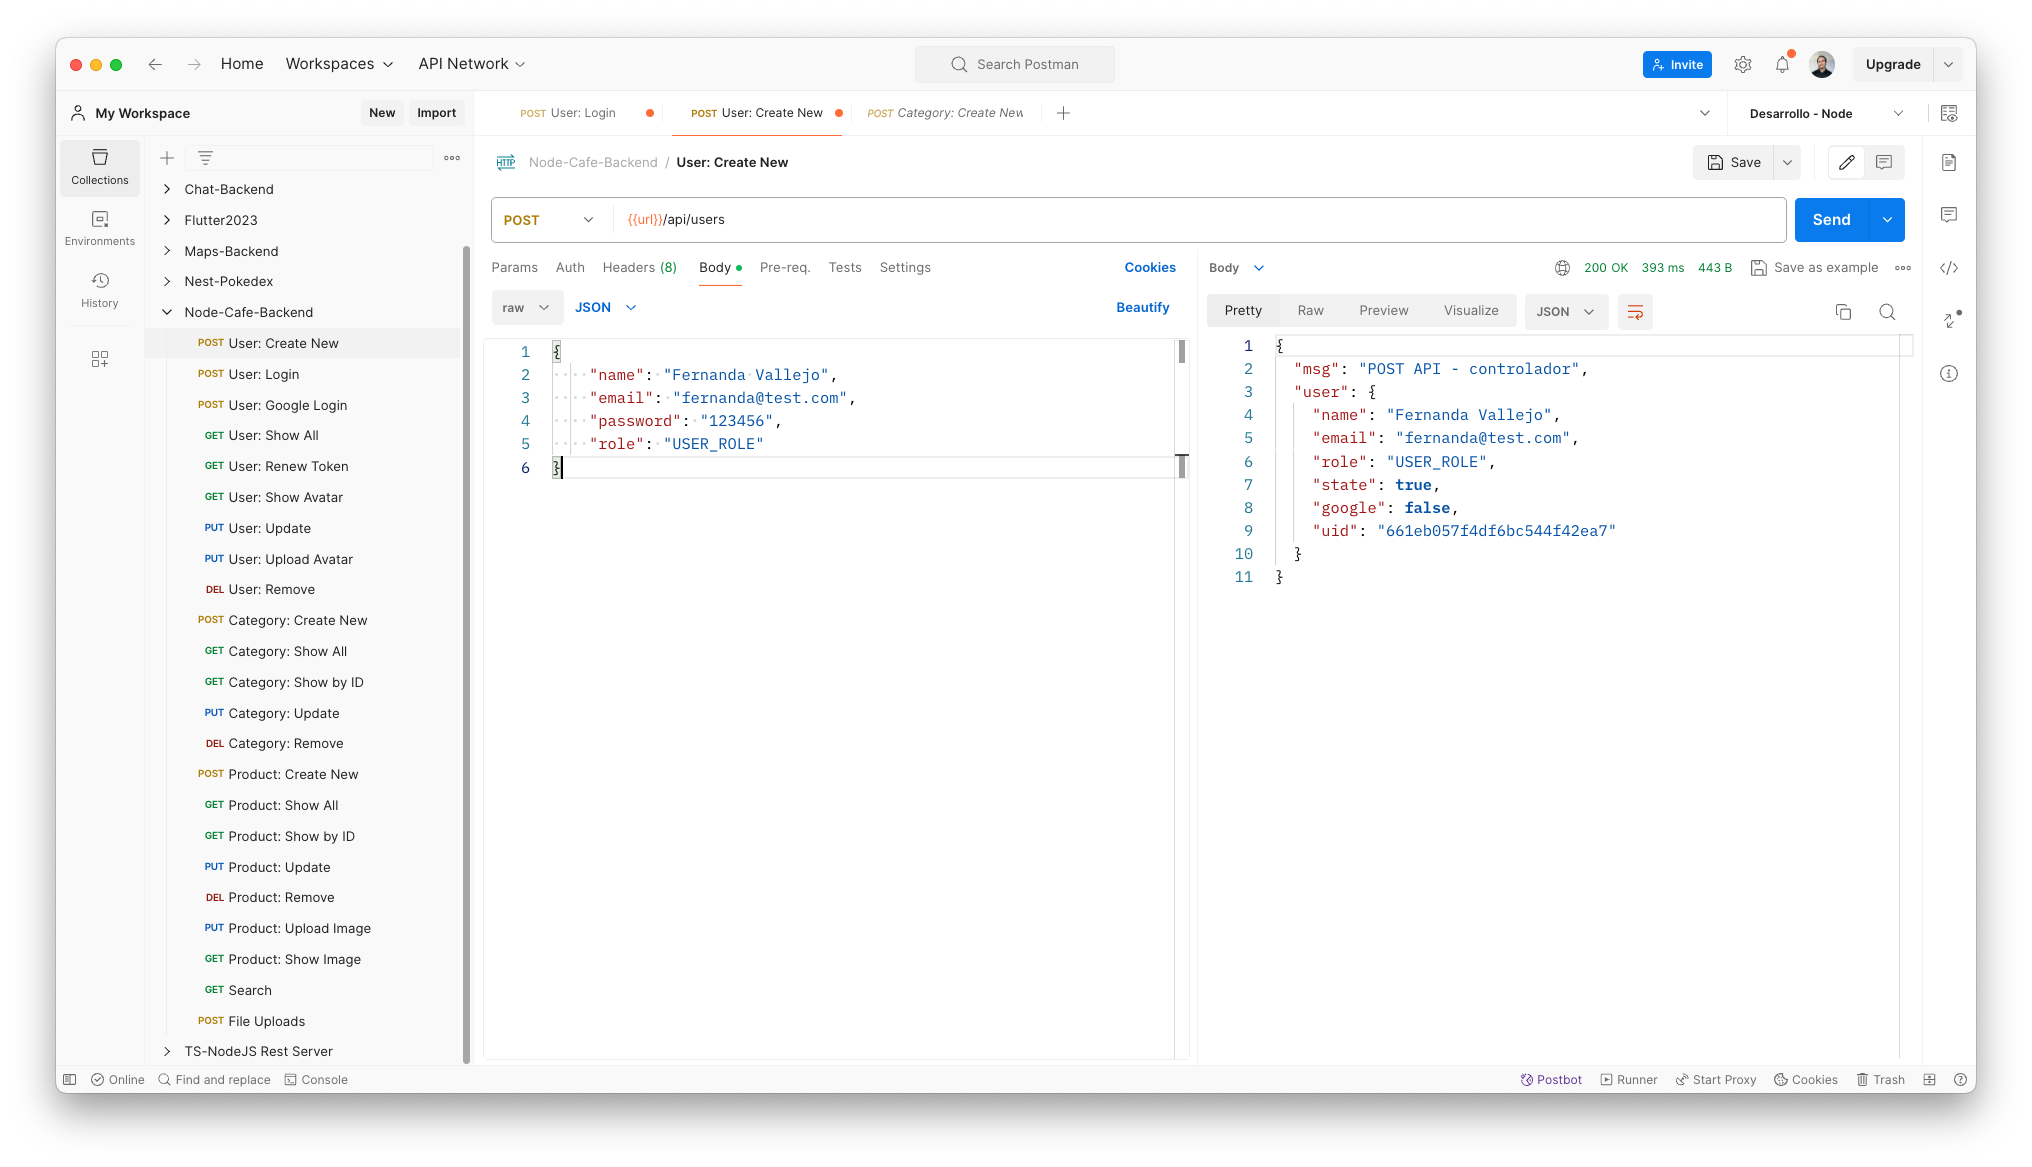 Home Workspaces API Network Search Postman Invite Upgrade
My Workspace New Import POST User: Login POST User: Create New POST Category: Create New Desarrollo - Node
Collections
Environments
History
Chat-Backend
Flutter2023
Maps-Backend
Nest-Pokedex
Node-Cafe-Backend
POST User: Create New
POST User: Login
POST User: Google Login
GET User: Show All
GET User: Renew Token
GET User: Show Avatar
PUT User: Update
PUT User: Upload Avatar
DEL User: Remove
POST Category: Create New
GET Category: Show All
GET Category: Show by ID
PUT Category: Update
DEL Category: Remove
POST Product: Create New
GET Product: Show All
GET Product: Show by ID
PUT Product: Update
DEL Product: Remove
PUT Product: Upload Image
GET Product: Show Image
GET Search
POST File Uploads
TS-NodeJS Rest Server
HTTP Node-Cafe-Backend / User: Create New Save
POST {{url}}/api/users Send
Params Auth Headers (8) Body Pre-req. Tests Settings Cookies
raw JSON Beautify
1 {
2 "name": "Fernanda Vallejo",
3 "email": "fernanda@test.com",
4 "password": "123456",
5 "role": "USER_ROLE"
6 }
Body 200 OK 393 ms 443 B Save as example
Pretty Raw Preview Visualize JSON
1 {
2 "msg": "POST API - controlador",
3 "user": {
4 "name": "Fernanda Vallejo",
5 "email": "fernanda@test.com",
6 "role": "USER_ROLE",
7 "state": true,
8 "google": false,
9 "uid": "661eb057f4df6bc544f42ea7"
10 }
11 }
Online Find and replace Console Postbot Runner Start Proxy Cookies Trash